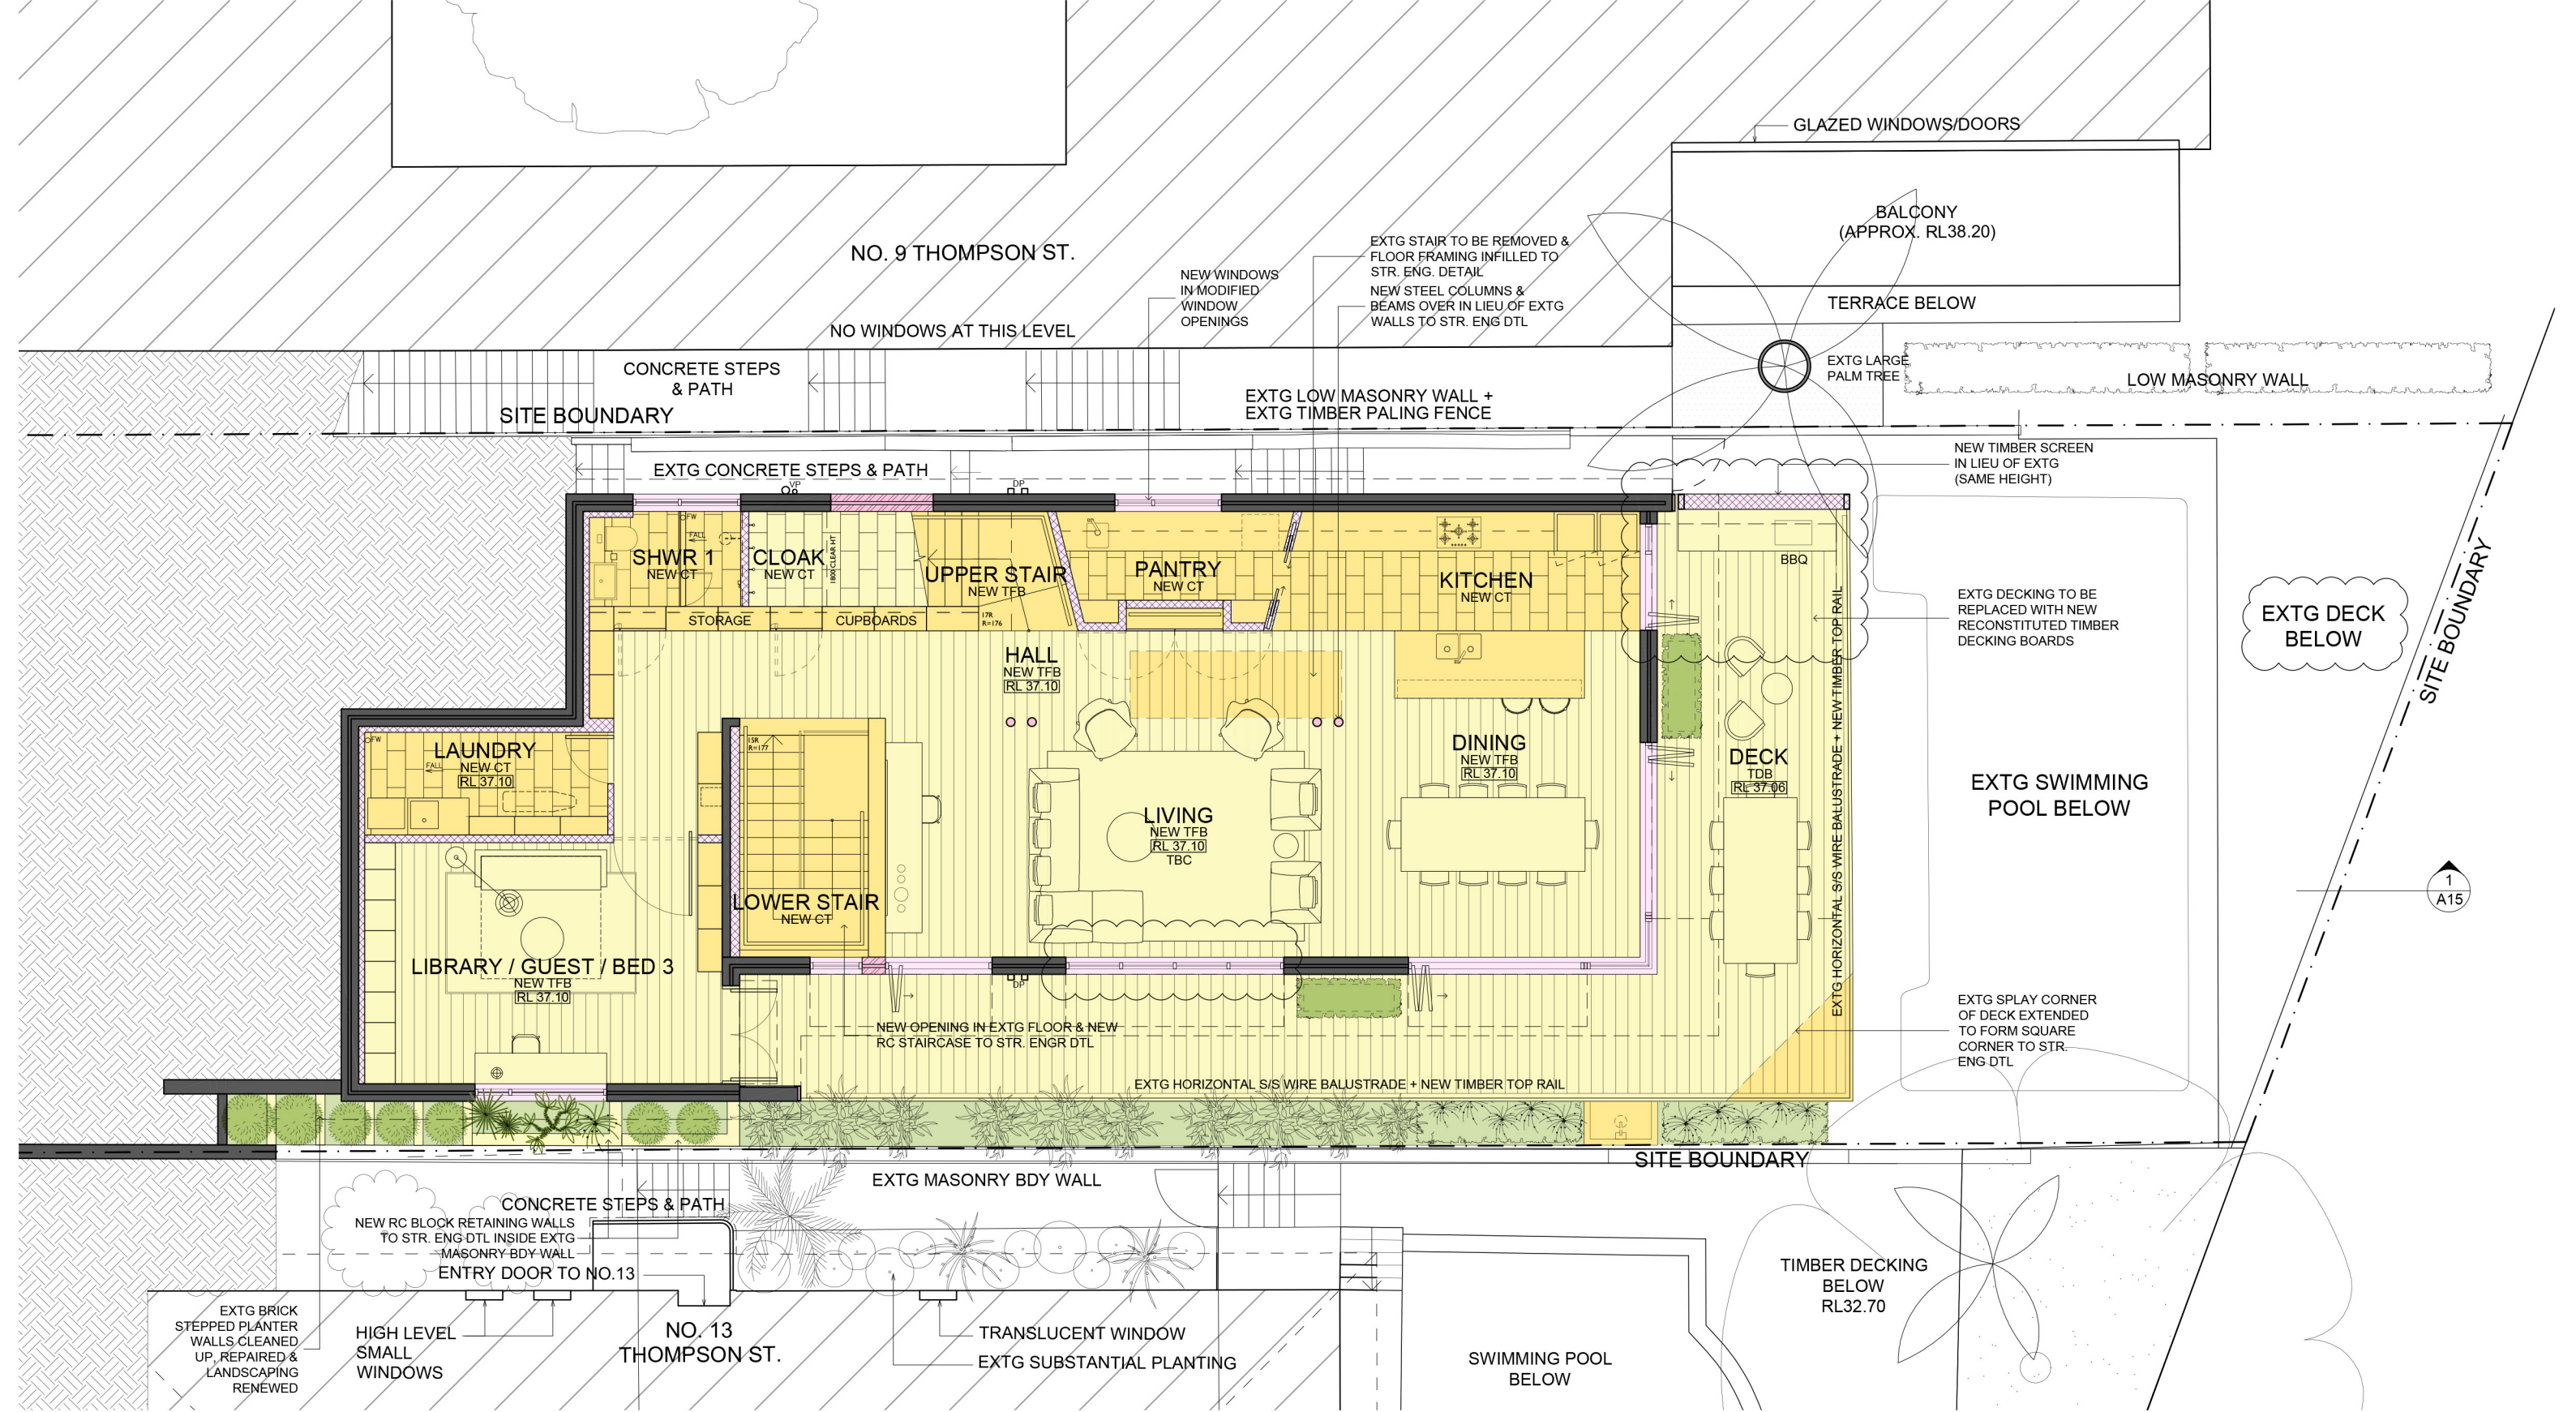 GLAZED WINDOWS/DOORS
BALCONY
(APPROX. RL38.20)
TERRACE BELOW
NO. 9 THOMPSON ST.
NO WINDOWS AT THIS LEVEL
NEW WINDOWS
IN MODIFIED
WINDOW
OPENINGS
EXTG STAIR TO BE REMOVED &
FLOOR FRAMING INFILLED TO
STR. ENG. DETAIL
NEW STEEL COLUMNS &
BEAMS OVER IN LIEU OF EXTG
WALLS TO STR. ENG DTL
CONCRETE STEPS
& PATH
SITE BOUNDARY
EXTG LOW MASONRY WALL +
EXTG TIMBER PALING FENCE
EXTG LARGE
PALM TREE
LOW MASONRY WALL
EXTG CONCRETE STEPS & PATH
NEW TIMBER SCREEN
IN LIEU OF EXTG
(SAME HEIGHT)
VP
DP
FW
FALL
SHWR 1
NEW CT
CLOAK
NEW CT
1800 CLEAR HT
UPPER STAIR
NEW TFB
17R
R=176
PANTRY
NEW CT
KITCHEN
NEW CT
BBQ
STORAGE
CUPBOARDS
EXTG DECKING TO BE
REPLACED WITH NEW
RECONSTITUTED TIMBER
DECKING BOARDS
EXTG DECK
BELOW
SITE BOUNDARY
HALL
NEW TFB
RL 37.10
FW
LAUNDRY
NEW CT
FALL
RL 37.10
15R
R=177
LOWER STAIR
NEW CT
LIVING
NEW TFB
RL 37.10
TBC
DINING
NEW TFB
RL 37.10
DECK
TDB
RL 37.06
EXTG HORIZONTAL S/S WIRE BALUSTRADE + NEW TIMBER TOP RAIL
EXTG SWIMMING
POOL BELOW
1
A15
LIBRARY / GUEST / BED 3
NEW TFB
RL 37.10
DP
NEW OPENING IN EXTG FLOOR & NEW
RC STAIRCASE TO STR. ENGR DTL
EXTG SPLAY CORNER
OF DECK EXTENDED
TO FORM SQUARE
CORNER TO STR.
ENG DTL
EXTG HORIZONTAL S/S WIRE BALUSTRADE + NEW TIMBER TOP RAIL
SITE BOUNDARY
EXTG MASONRY BDY WALL
CONCRETE STEPS & PATH
NEW RC BLOCK RETAINING WALLS
TO STR. ENG DTL INSIDE EXTG
MASONRY BDY WALL
ENTRY DOOR TO NO.13
TIMBER DECKING
BELOW
RL32.70
EXTG BRICK
STEPPED PLANTER
WALLS CLEANED
UP, REPAIRED &
LANDSCAPING
RENEWED
HIGH LEVEL
SMALL
WINDOWS
NO. 13
THOMPSON ST.
TRANSLUCENT WINDOW
EXTG SUBSTANTIAL PLANTING
SWIMMING POOL
BELOW